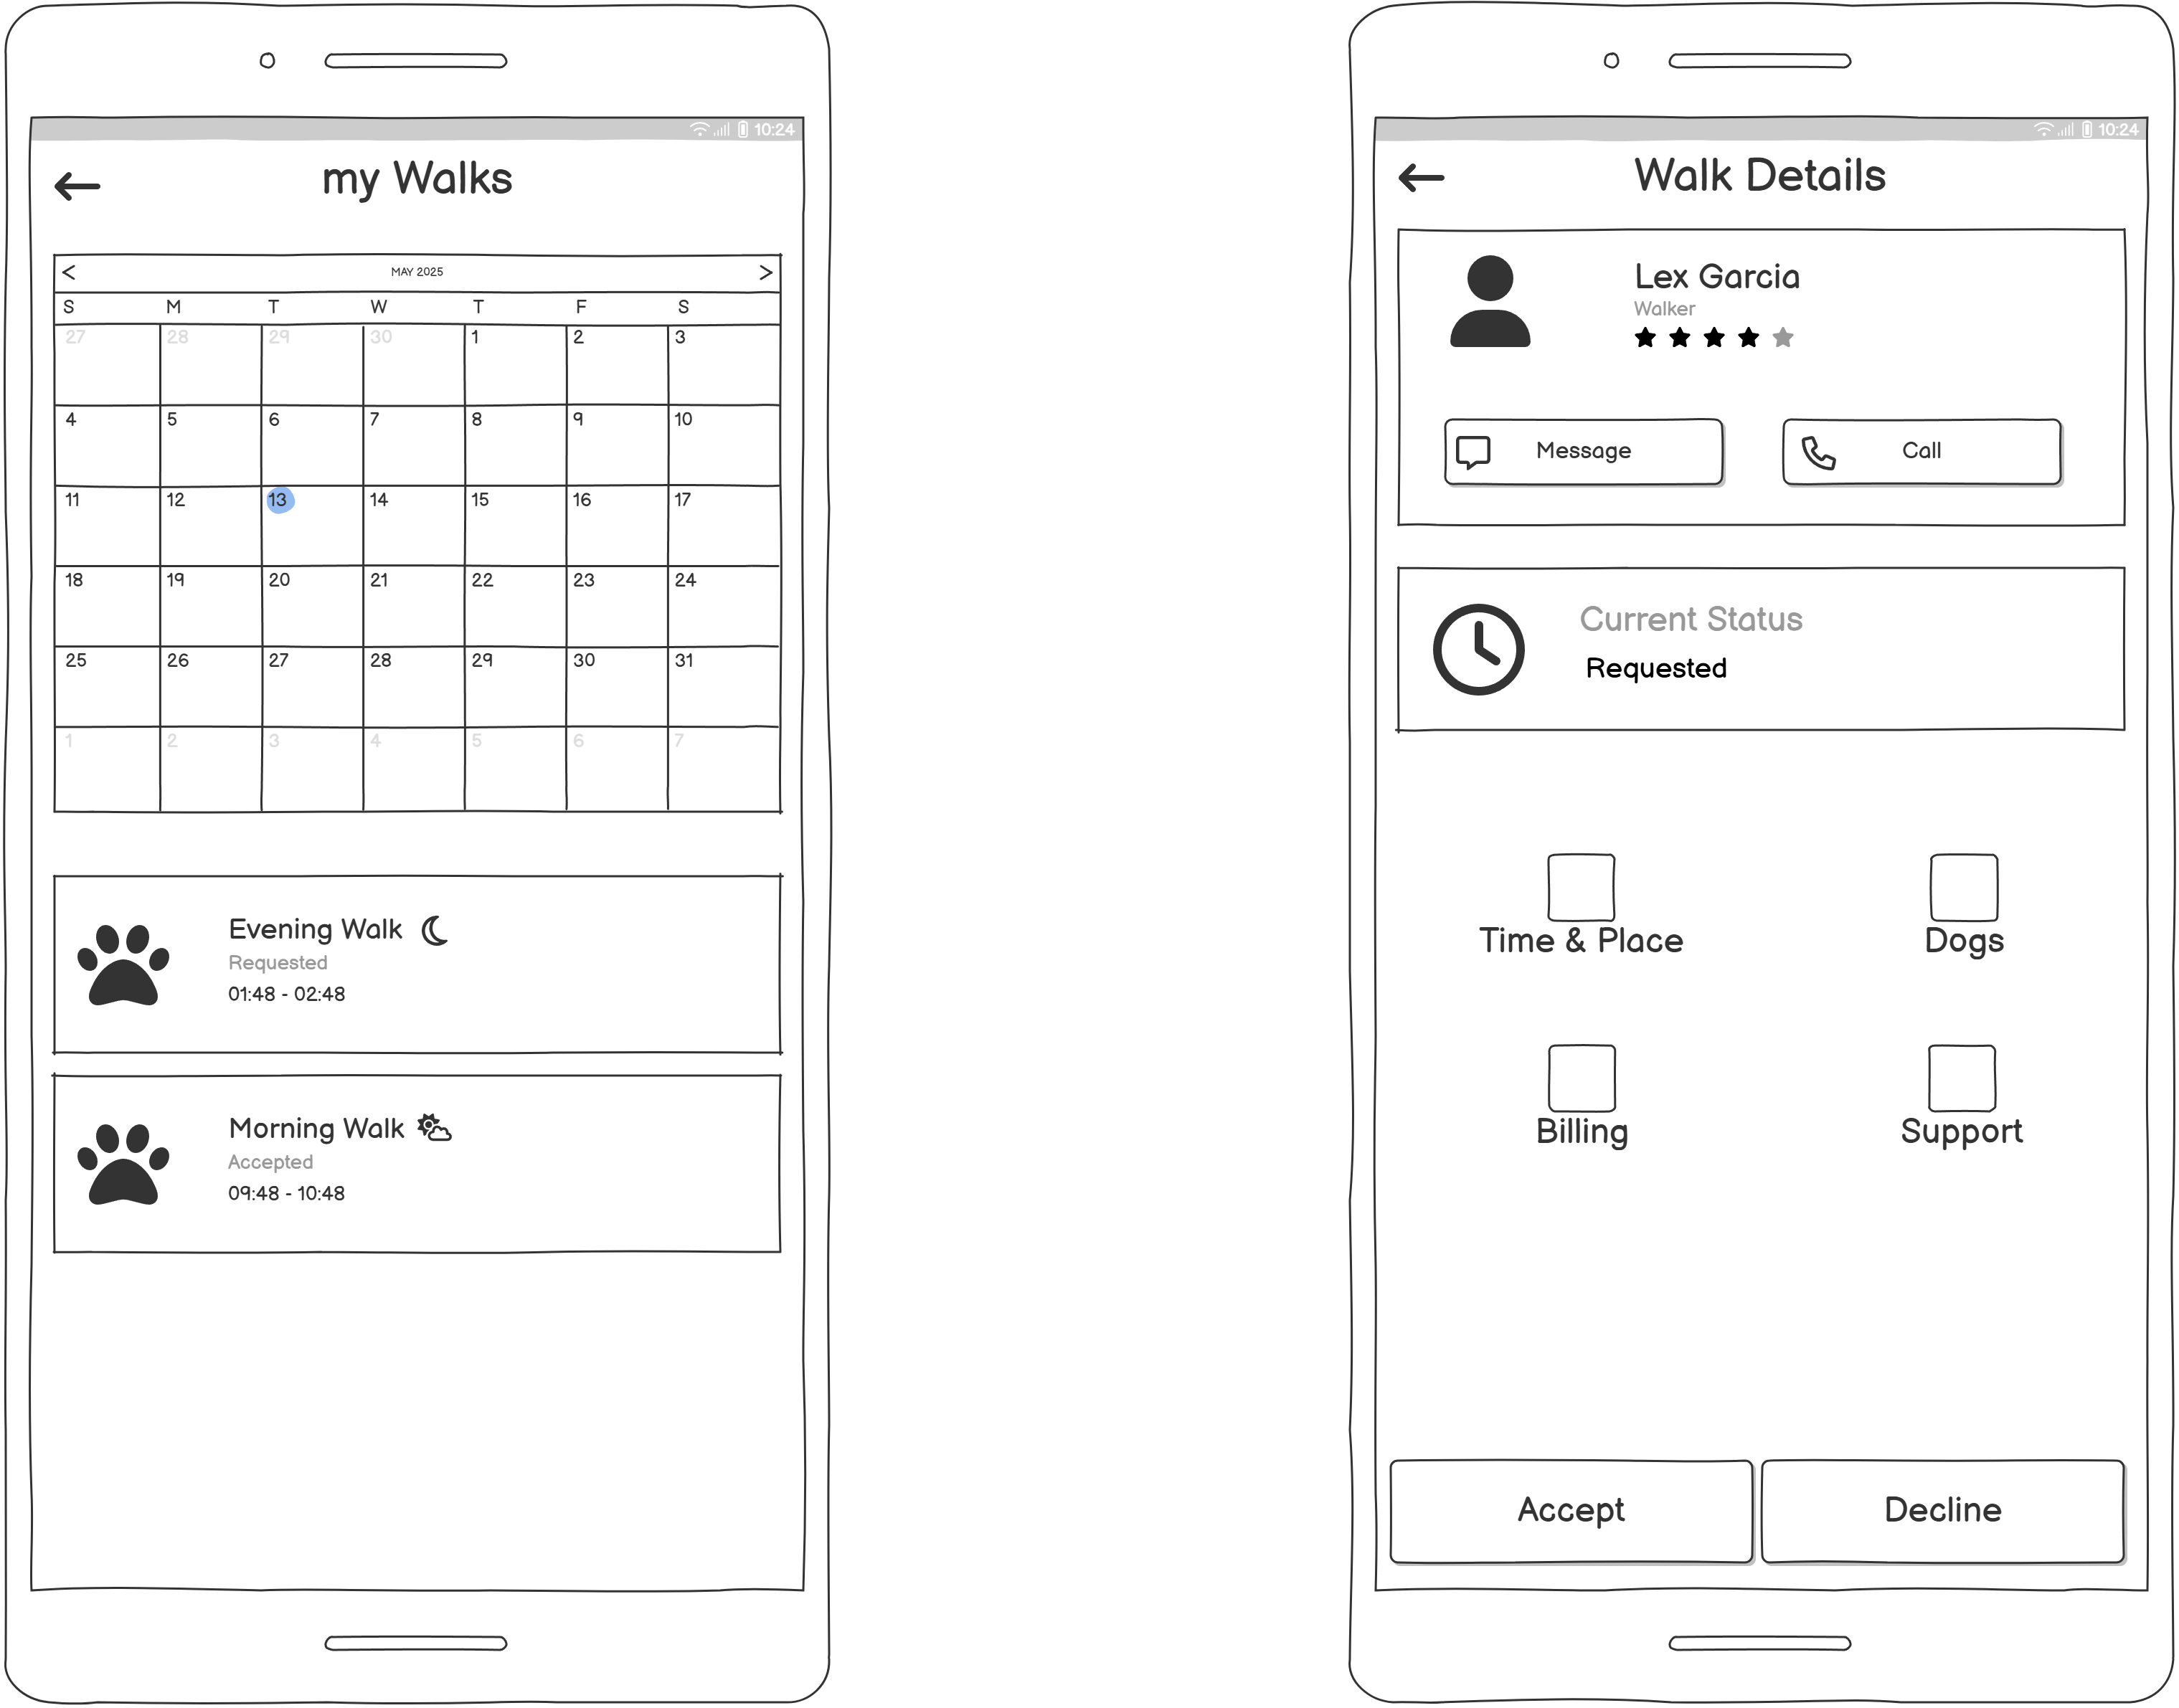 10:24
my Walks
< MAY 2025 >
S M T W T F S
27 28 29 30 1 2 3
4 5 6 7 8 9 10
11 12 13 14 15 16 17
18 19 20 21 22 23 24
25 26 27 28 29 30 31
1 2 3 4 5 6 7
Evening Walk
Requested
01:48 - 02:48
Morning Walk
Accepted
09:48 - 10:48
10:24
Walk Details
Lex Garcia
Walker
Message Call
Current Status
Requested
Time & Place Dogs
Billing Support
Accept Decline